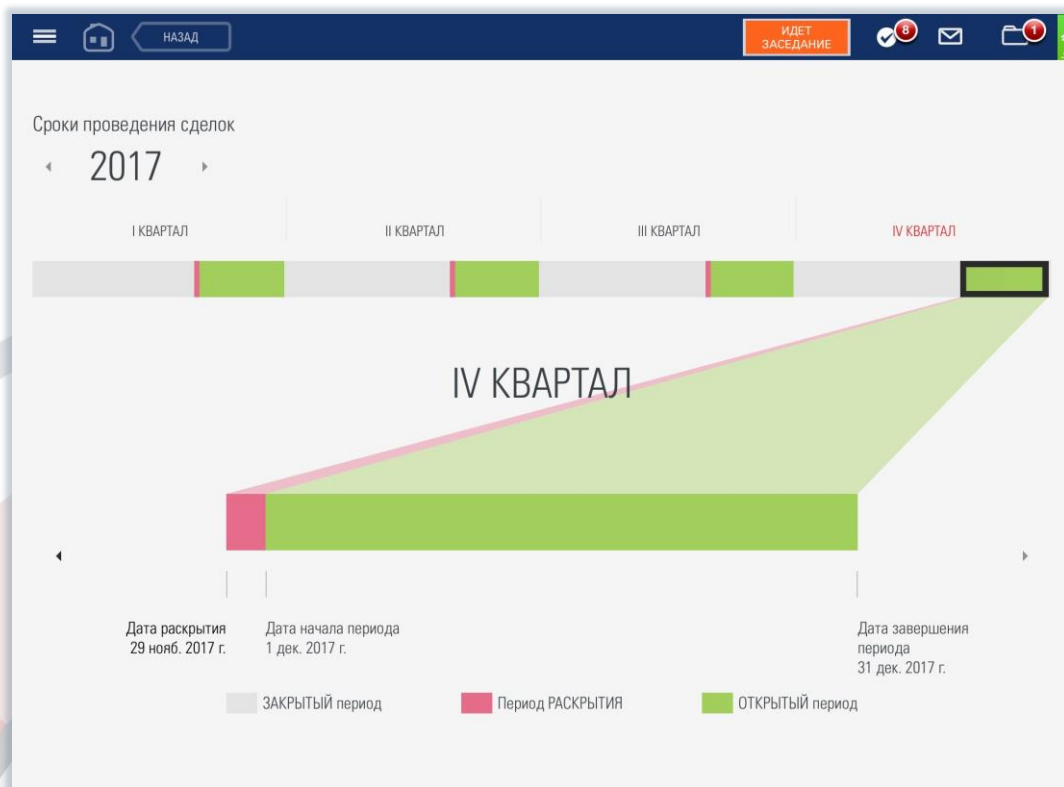 НАЗАД
ИДЕТ
ЗАСЕДАНИЕ
8
1
Сроки проведения сделок
2017
I КВАРТАЛ
II КВАРТАЛ
III КВАРТАЛ
IV КВАРТАЛ
IV КВАРТАЛ
Дата раскрытия
29 нояб. 2017 г.
Дата начала периода
1 дек. 2017 г.
Дата завершения
периода
31 дек. 2017 г.
ЗАКРЫТЫЙ период
Период РАСКРЫТИЯ
ОТКРЫТЫЙ период